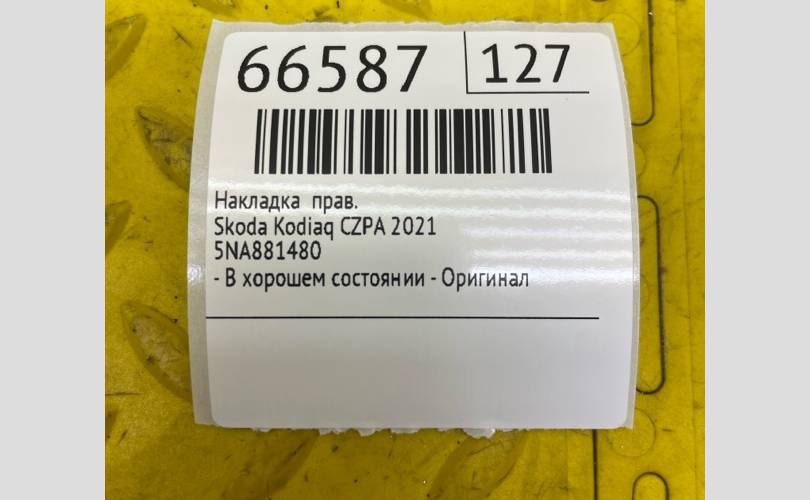 66587
127
Накладка прав.
Skoda Kodiaq CZPA 2021
5NA881480
- В хорошем состоянии - Оригинал